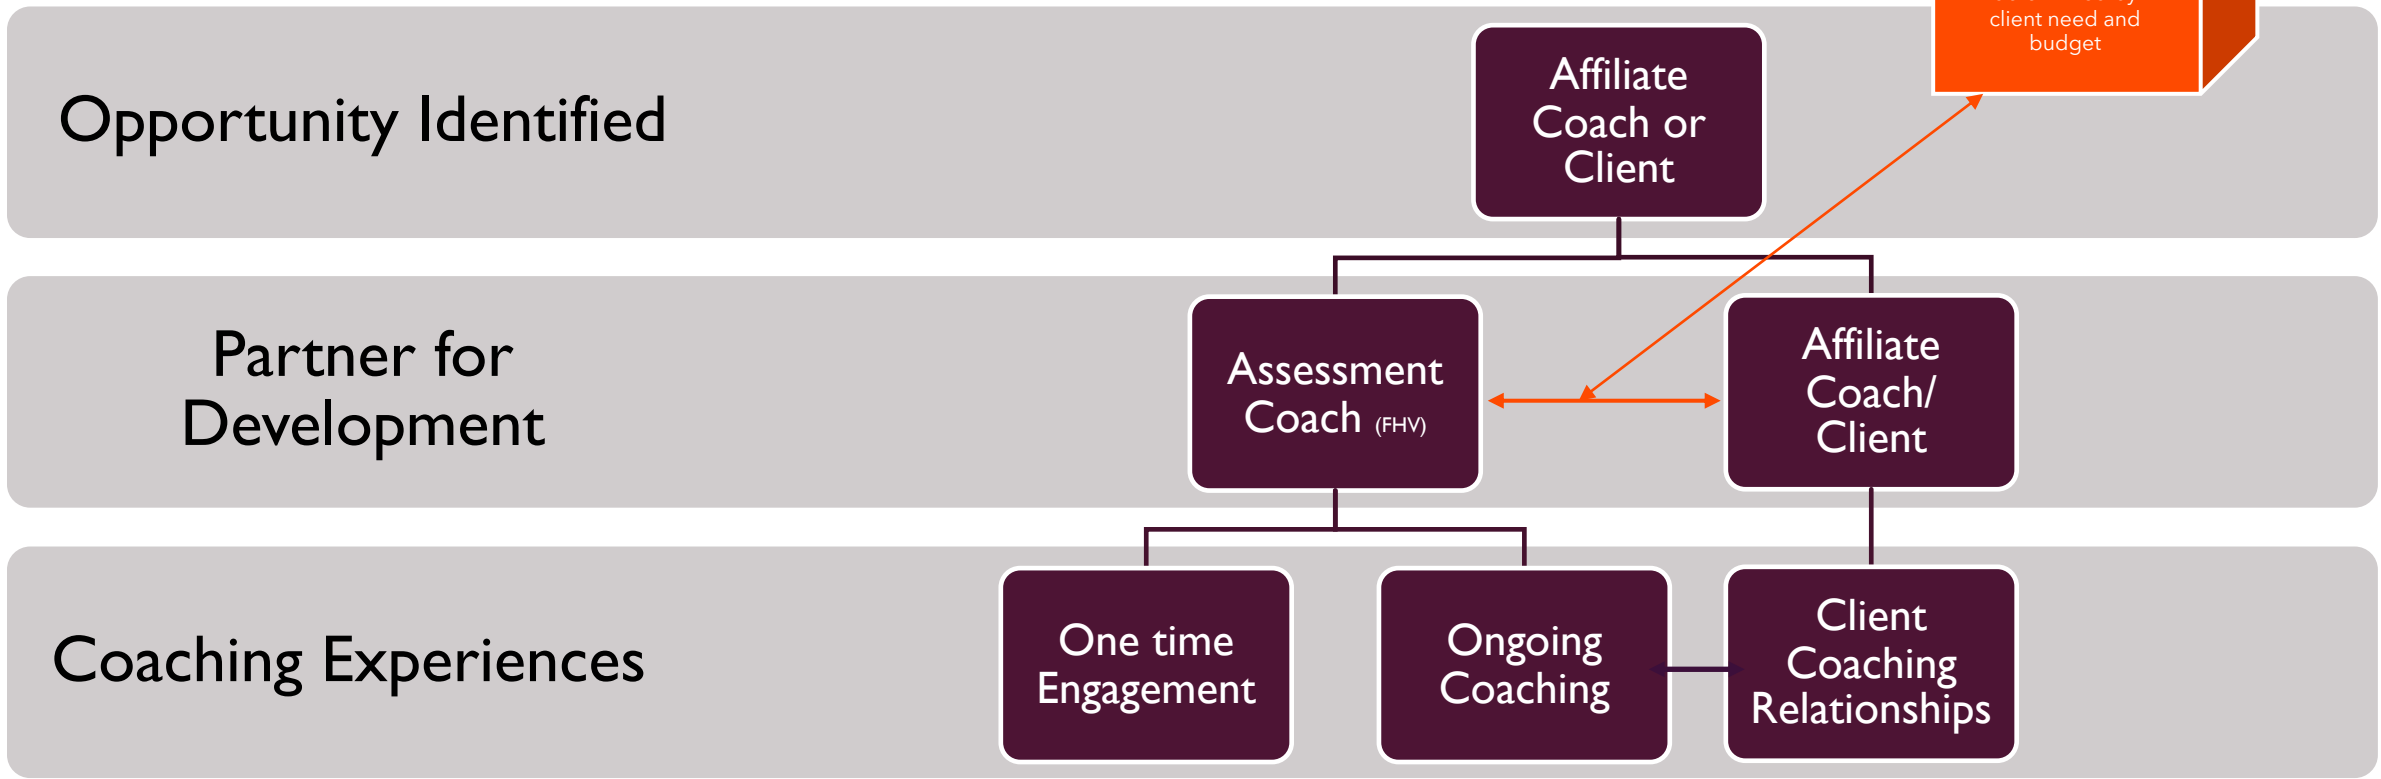 client need and
budget
Opportunity Identified
Affiliate
Coach or
Client
Partner for
Development
Assessment
Coach (FHV)
Affiliate
Coach/
Client
Coaching Experiences
One time
Engagement
Ongoing
Coaching
Client
Coaching
Relationships